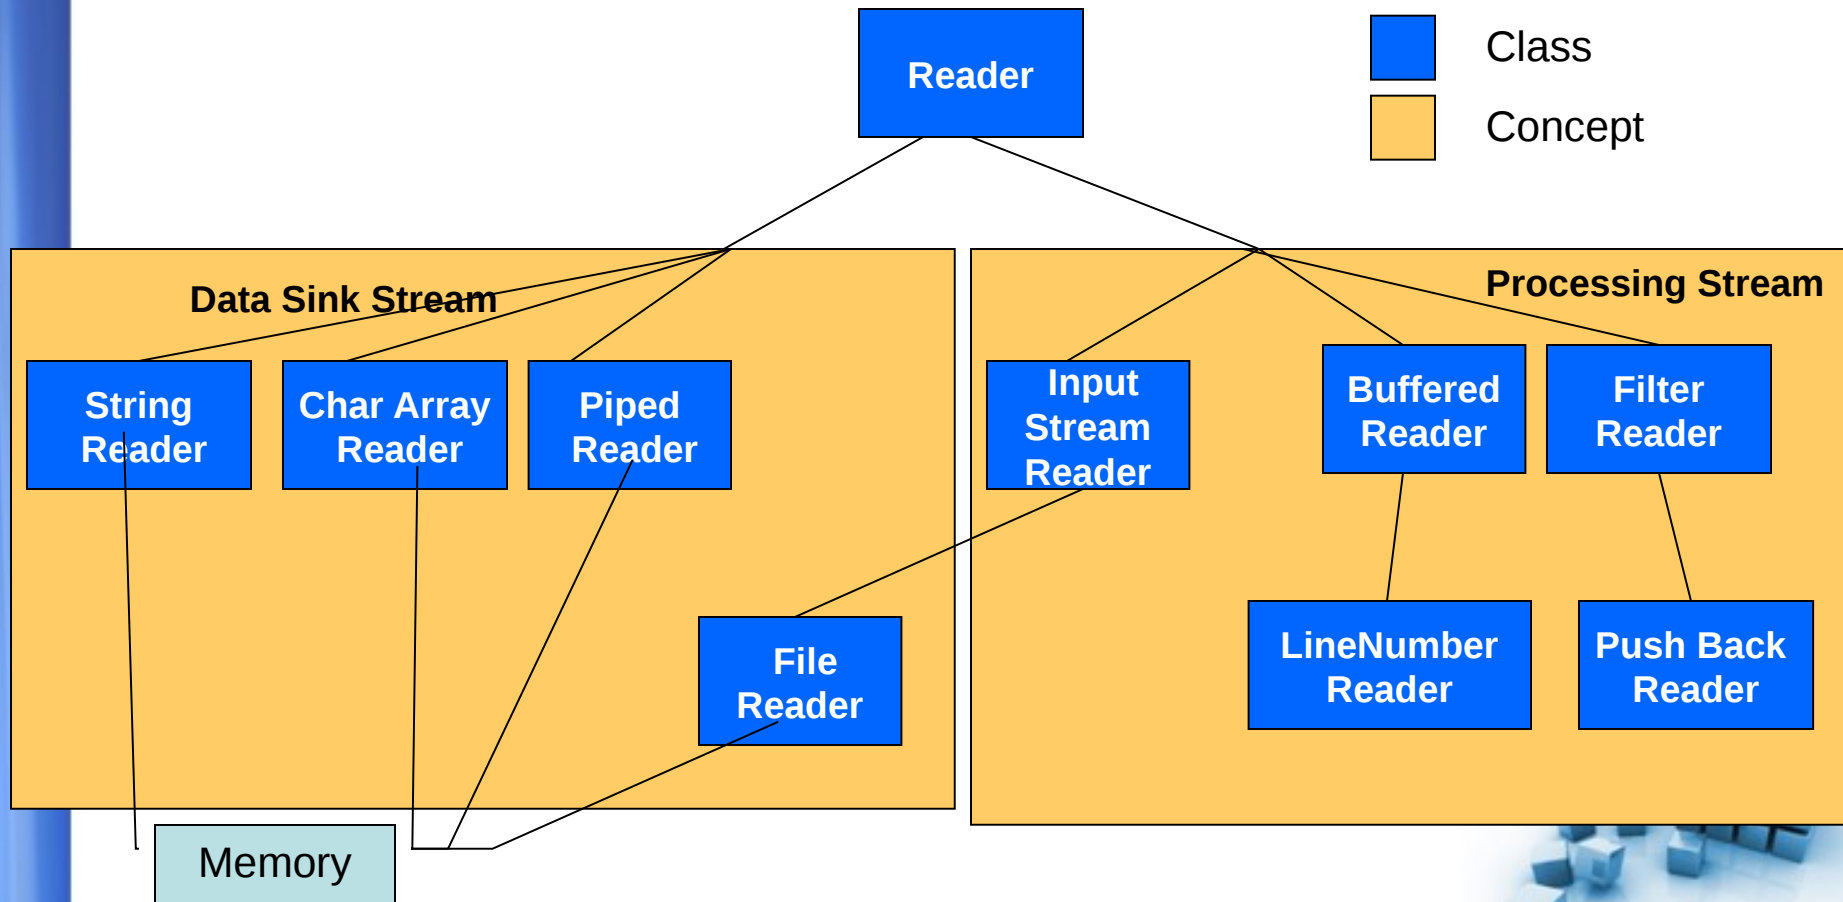 Reader
Class
Concept
Data Sink Stream
Processing Stream
String
Reader
Char Array
Reader
Piped
Reader
Input
Stream
Reader
Buffered
Reader
Filter
Reader
File
Reader
LineNumber
Reader
Push Back
Reader
Memory